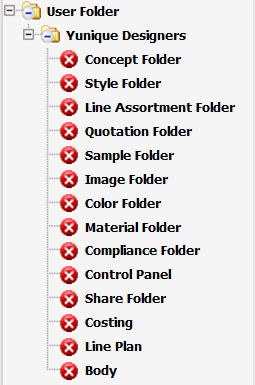 User Folder
Yunique Designers
Concept Folder
Style Folder
Line Assortment Folder
Quotation Folder
Sample Folder
Image Folder
Color Folder
Material Folder
Compliance Folder
Control Panel
Share Folder
Costing
Line Plan
Body